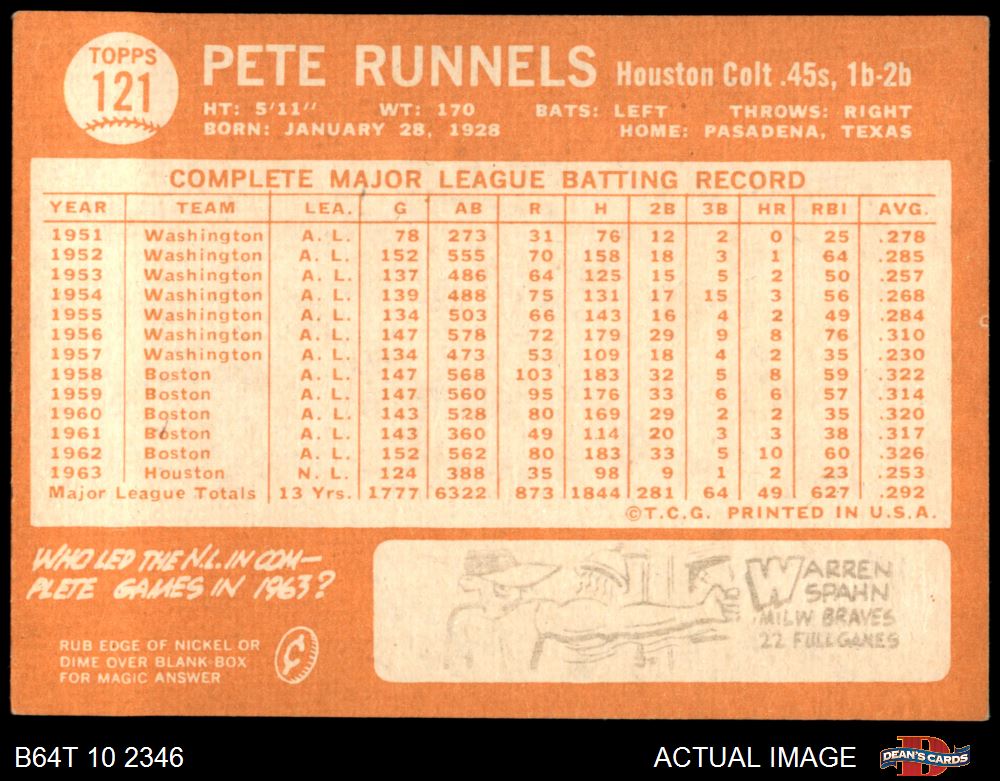 TOPPS
121
PETE RUNNELS Houston Colt .45s, 1b-2b
HT: 5'11" WT: 170 BATS: LEFT THROWS: RIGHT
BORN: JANUARY 28, 1928 HOME: PASADENA, TEXAS
COMPLETE MAJOR LEAGUE BATTING RECORD
YEAR TEAM LEA. G AB R H 2B 3B HR RBI AVG.
1951 Washington A. L. 78 273 31 76 12 2 0 25 .278
1952 Washington A. L. 152 555 70 158 18 3 1 64 .285
1953 Washington A. L. 137 486 64 125 15 5 2 50 .257
1954 Washington A. L. 139 488 75 131 17 15 3 56 .268
1955 Washington A. L. 134 503 66 143 16 4 2 49 .284
1956 Washington A. L. 147 578 72 179 29 9 8 76 .310
1957 Washington A. L. 134 473 53 109 18 4 2 35 .230
1958 Boston A. L. 147 568 103 183 32 5 8 59 .322
1959 Boston A. L. 147 560 95 176 33 6 6 57 .314
1960 Boston A. L. 143 528 80 169 29 2 2 35 .320
1961 Boston A. L. 143 360 49 114 20 3 3 38 .317
1962 Boston A. L. 152 562 80 183 33 5 10 60 .326
1963 Houston N. L. 124 388 35 98 9 1 2 23 .253
Major League Totals 13 Yrs. 1777 6322 873 1844 281 64 49 627 .292
©T.C.G. PRINTED IN U.S.A.
WHO LED THE N.L. IN COM–
PLETE GAMES IN 1963?
RUB EDGE OF NICKEL OR
DIME OVER BLANK BOX
FOR MAGIC ANSWER
¢
WARREN
SPAHN
MILW BRAVES
22 FULL GAMES
B64T 10 2346 ACTUAL IMAGE DEAN'S CARDS